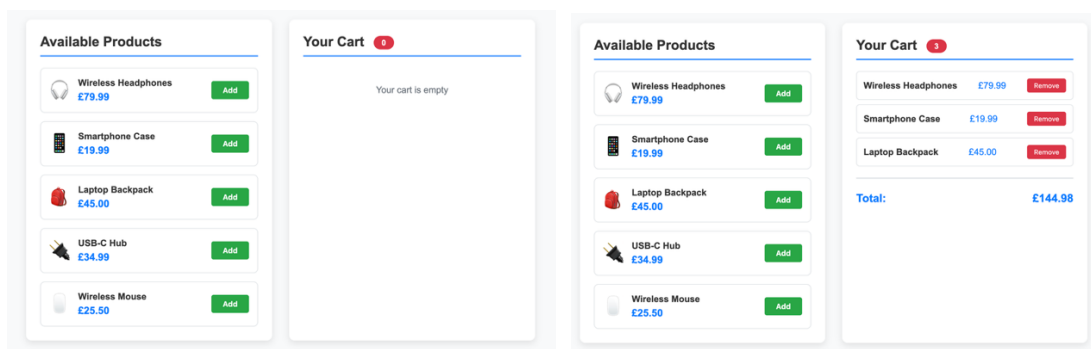 Available Products
Wireless Headphones
£79.99
Add
Smartphone Case
£19.99
Add
Laptop Backpack
£45.00
Add
USB-C Hub
£34.99
Add
Wireless Mouse
£25.50
Add
Your Cart 0
Your cart is empty
Available Products
Wireless Headphones
£79.99
Add
Smartphone Case
£19.99
Add
Laptop Backpack
£45.00
Add
USB-C Hub
£34.99
Add
Wireless Mouse
£25.50
Add
Your Cart 3
Wireless Headphones £79.99 Remove
Smartphone Case £19.99 Remove
Laptop Backpack £45.00 Remove
Total: £144.98